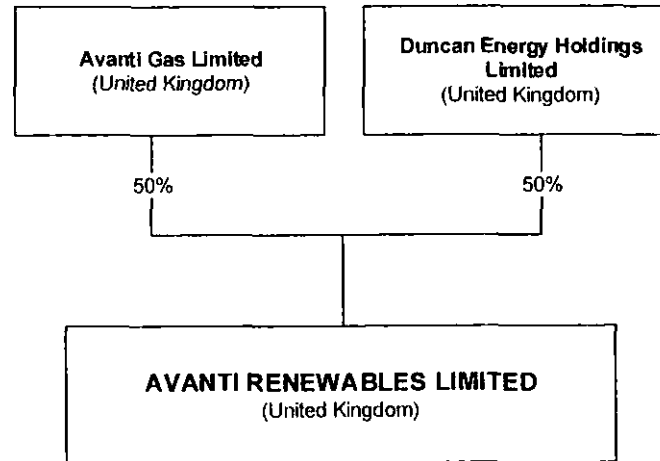 Avanti Gas Limited
(United Kingdom)
Duncan Energy Holdings
Limited
(United Kingdom)
50%
50%
AVANTI RENEWABLES LIMITED
(United Kingdom)